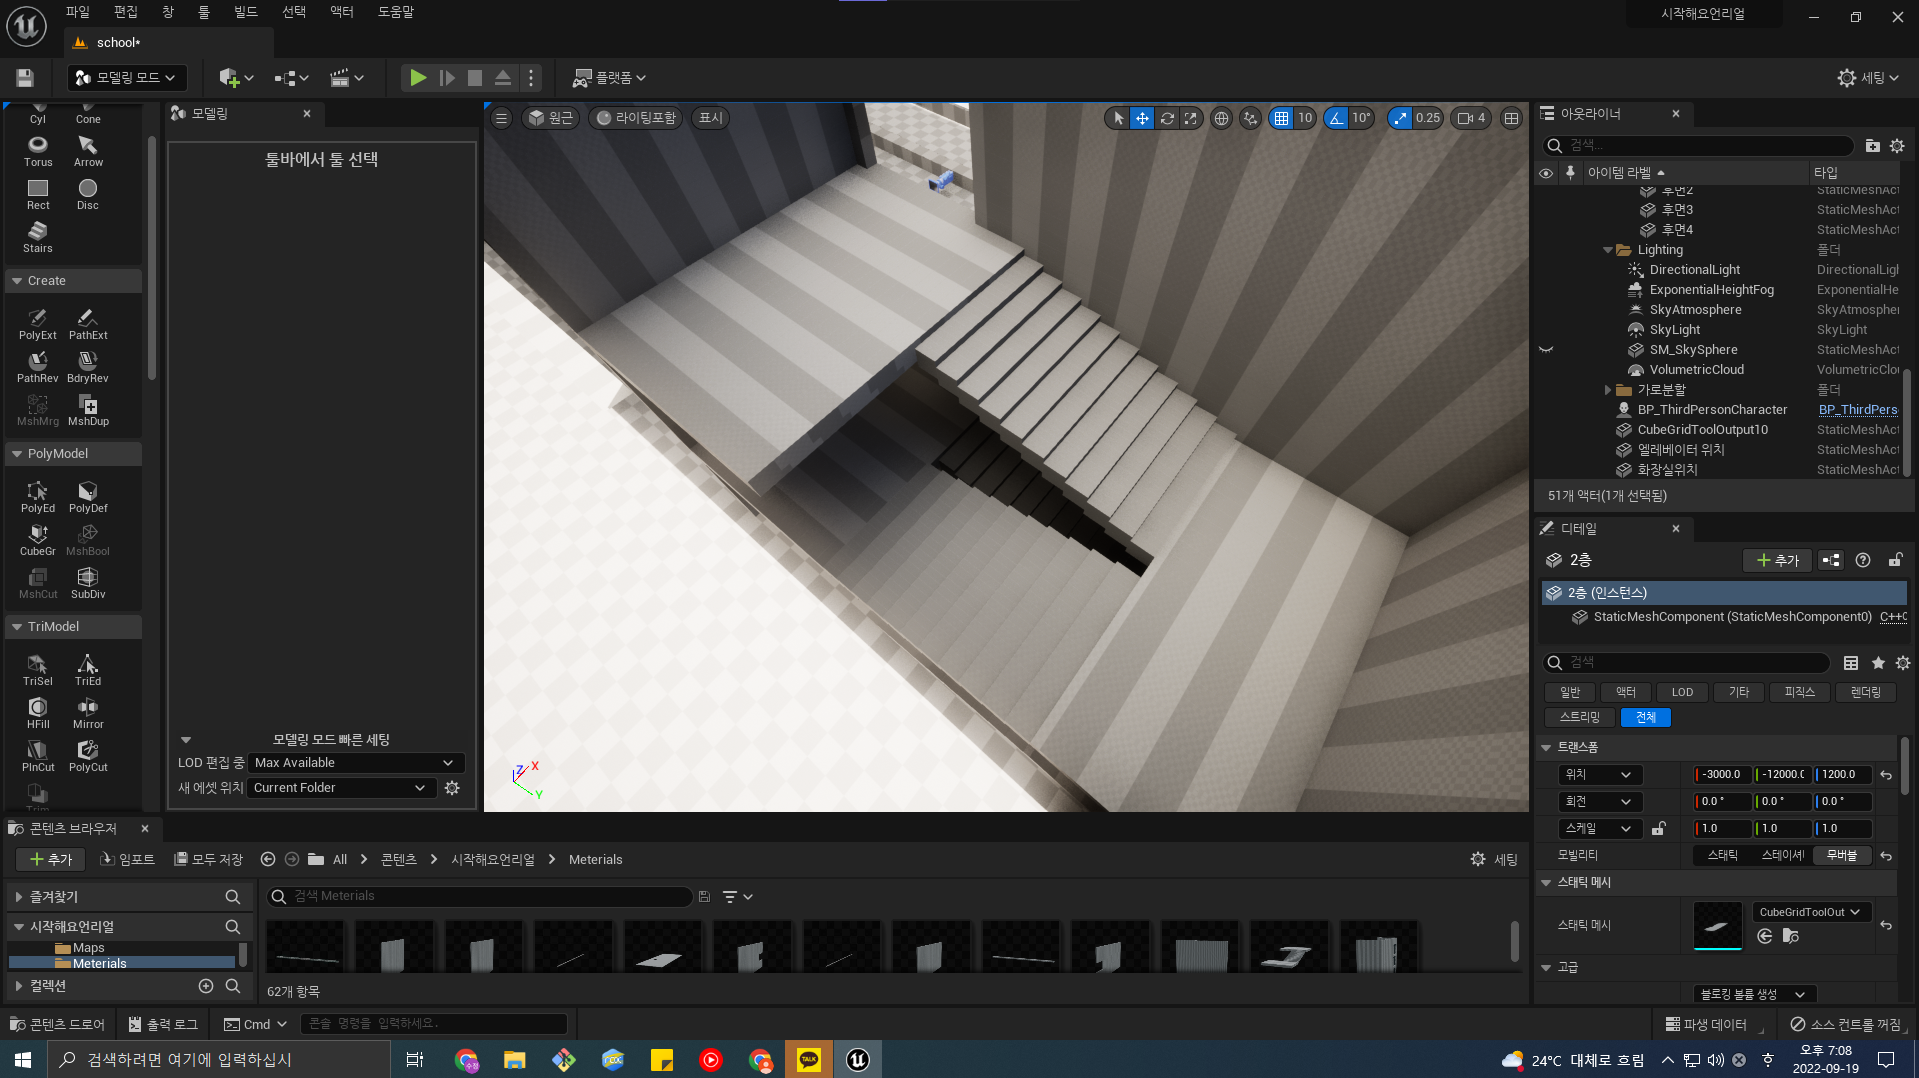 파일 편집 창 툴 빌드 선택 액터 도움말
시작해요언리얼
school*
모델링 모드
플랫폼
세팅
Cyl Cone
Torus Arrow
Rect Disc
Stairs
Create
PolyExt PathExt
PathRev BdryRev
MshMrg MshDup
PolyModel
PolyEd PolyDef
CubeGr MshBool
MshCut SubDiv
TriModel
TriSel TriEd
HFill Mirror
PlnCut PolyCut
Trim
모델링
툴바에서 툴 선택
모델링 모드 빠른 세팅
LOD 편집 중 Max Available
새 에셋 위치 Current Folder
원근 라이팅포함 표시
10 10° 0.25 4
Z X
Y
아웃라이너
검색...
아이템 라벨 타입
후면2 StaticMeshAct
후면3 StaticMeshAct
후면4 StaticMeshAct
Lighting 폴더
DirectionalLight DirectionalLigh
ExponentialHeightFog ExponentialHe
SkyAtmosphere SkyAtmospher
SkyLight SkyLight
SM_SkySphere StaticMeshAct
VolumetricCloud VolumetricClou
가로분할 폴더
BP_ThirdPersonCharacter BP_ThirdPers
CubeGridToolOutput10 StaticMeshAct
엘레베이터 위치 StaticMeshAct
화장실위치 StaticMeshAct
51개 액터(1개 선택됨)
디테일
2층
추가
2층 (인스턴스)
StaticMeshComponent (StaticMeshComponent0) C++
검색
일반 액터 LOD 기타 피직스 렌더링
스트리밍 전체
트랜스폼
위치 -3000.0 -12000.( 1200.0
회전 0.0 ° 0.0 ° 0.0 °
스케일 1.0 1.0 1.0
모빌리티 스태틱 스테이셔 무버블
스태틱 메시
스태틱 메시 CubeGridToolOut
고급
블로킹 볼륨 생성
콘텐츠 브라우저
추가 임포트 모두 저장 All 콘텐츠 시작해요언리얼 Meterials
세팅
즐겨찾기
시작해요언리얼
Maps
Meterials
컬렉션
검색 Meterials
62개 항목
콘텐츠 드로어 출력 로그 Cmd 콘솔 명령을 입력하세요.
파생 데이터 소스 컨트롤 꺼짐
검색하려면 여기에 입력하십시
TALK
24°C 대체로 흐림
오후 7:08
2022-09-19